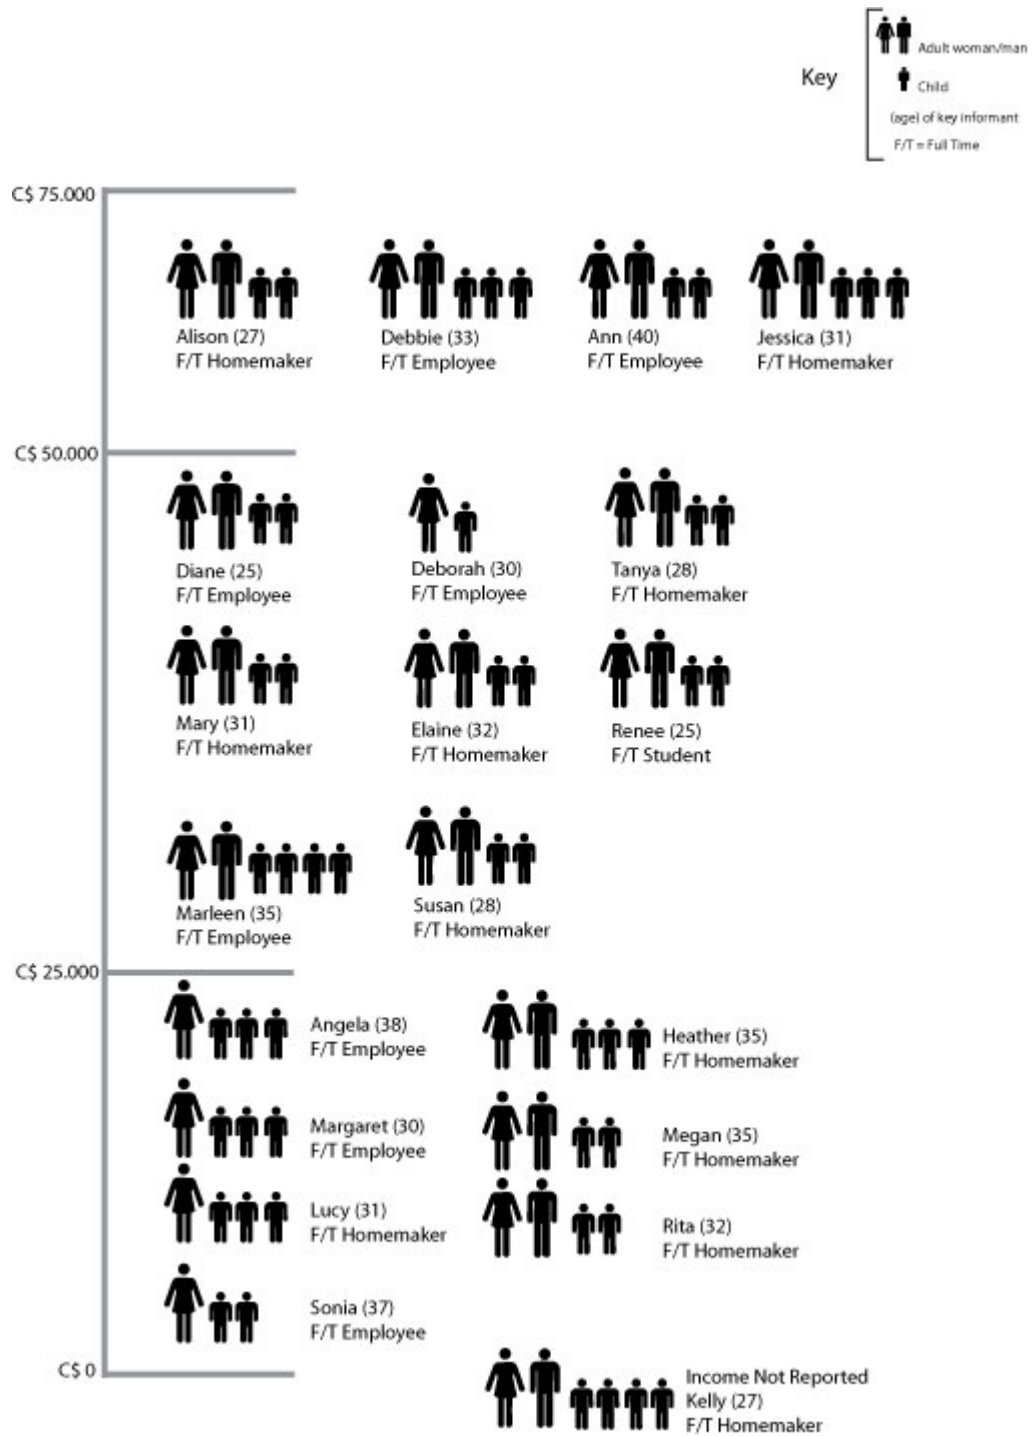 Key
Adult woman/man
Child
(age) of key informant
F/T = Full Time
C$ 75.000
Alison (27)
F/T Homemaker
Debbie (33)
F/T Employee
Ann (40)
F/T Employee
Jessica (31)
F/T Homemaker
C$ 50.000
Diane (25)
F/T Employee
Deborah (30)
F/T Employee
Tanya (28)
F/T Homemaker
Mary (31)
F/T Homemaker
Elaine (32)
F/T Homemaker
Renee (25)
F/T Student
Marleen (35)
F/T Employee
Susan (28)
F/T Homemaker
C$ 25.000
Angela (38)
F/T Employee
Heather (35)
F/T Homemaker
Margaret (30)
F/T Employee
Megan (35)
F/T Homemaker
Lucy (31)
F/T Homemaker
Rita (32)
F/T Homemaker
Sonia (37)
F/T Employee
C$ 0
Income Not Reported
Kelly (27)
F/T Homemaker